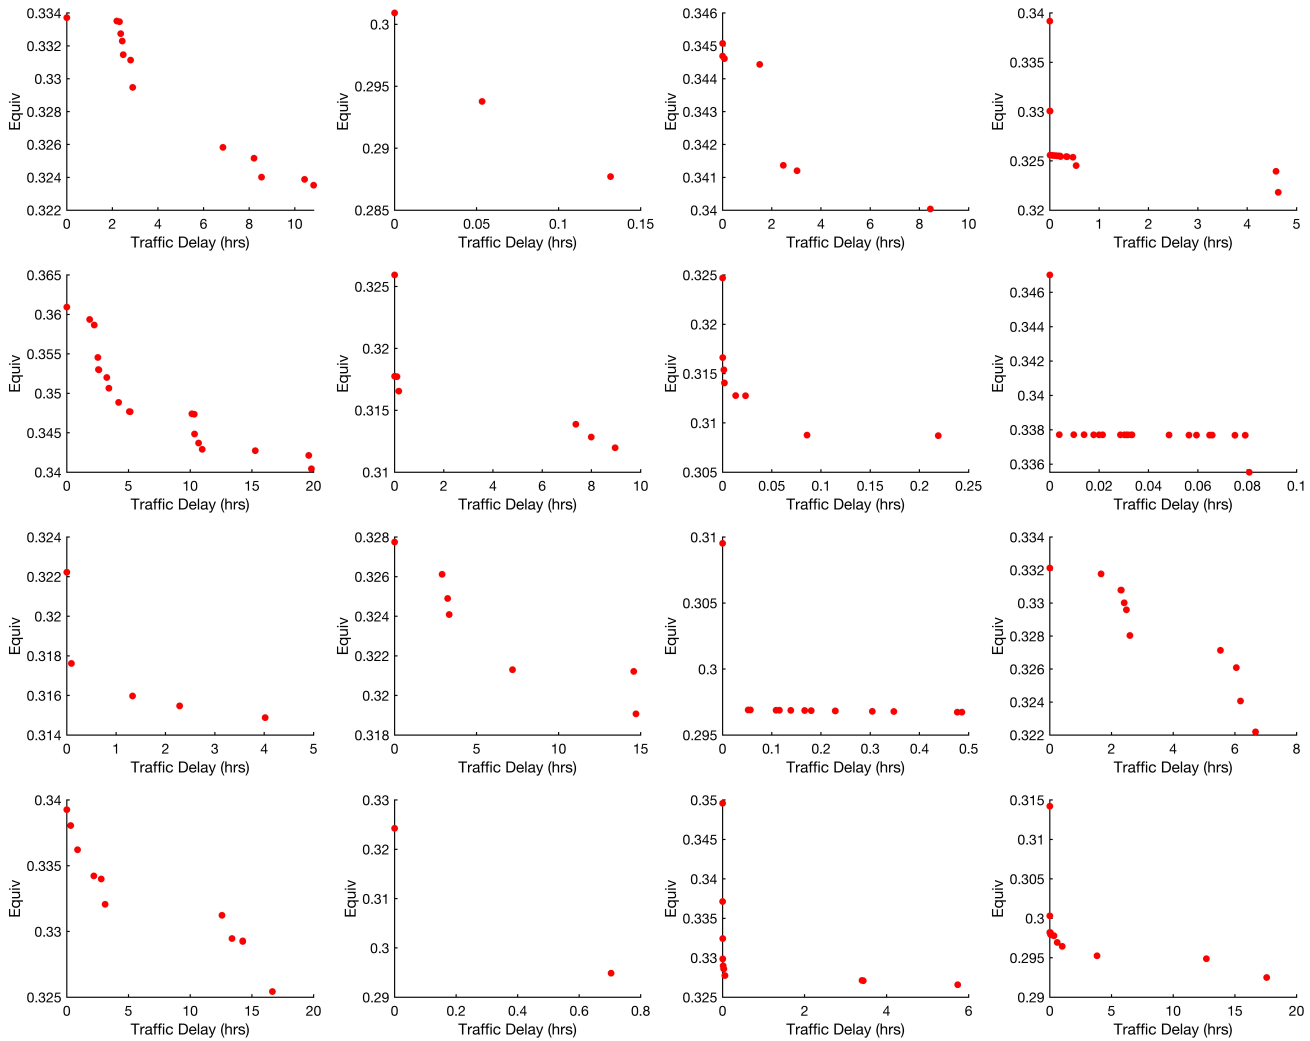 0.334
0.332
0.33
0.328
0.326
0.324
0.322
Equiv
0 2 4 6 8 10
Traffic Delay (hrs)
0.3
0.295
0.29
0.285
Equiv
0 0.05 0.1 0.15
Traffic Delay (hrs)
0.346
0.345
0.344
0.343
0.342
0.341
0.34
Equiv
0 2 4 6 8 10
Traffic Delay (hrs)
0.34
0.335
0.33
0.325
0.32
Equiv
0 1 2 3 4 5
Traffic Delay (hrs)
0.365
0.36
0.355
0.35
0.345
0.34
Equiv
0 5 10 15 20
Traffic Delay (hrs)
0.325
0.32
0.315
0.31
Equiv
0 2 4 6 8 10
Traffic Delay (hrs)
0.325
0.32
0.315
0.31
0.305
Equiv
0 0.05 0.1 0.15 0.2 0.25
Traffic Delay (hrs)
0.346
0.344
0.342
0.34
0.338
0.336
Equiv
0 0.02 0.04 0.06 0.08 0.1
Traffic Delay (hrs)
0.324
0.322
0.32
0.318
0.316
0.314
Equiv
0 1 2 3 4 5
Traffic Delay (hrs)
0.328
0.326
0.324
0.322
0.32
0.318
Equiv
0 5 10 15
Traffic Delay (hrs)
0.31
0.305
0.3
0.295
Equiv
0 0.1 0.2 0.3 0.4 0.5
Traffic Delay (hrs)
0.334
0.332
0.33
0.328
0.326
0.324
0.322
Equiv
0 2 4 6 8
Traffic Delay (hrs)
0.34
0.335
0.33
0.325
Equiv
0 5 10 15 20
Traffic Delay (hrs)
0.33
0.32
0.31
0.3
0.29
Equiv
0 0.2 0.4 0.6 0.8
Traffic Delay (hrs)
0.35
0.345
0.34
0.335
0.33
0.325
Equiv
0 2 4 6
Traffic Delay (hrs)
0.315
0.31
0.305
0.3
0.295
0.29
Equiv
0 5 10 15 20
Traffic Delay (hrs)